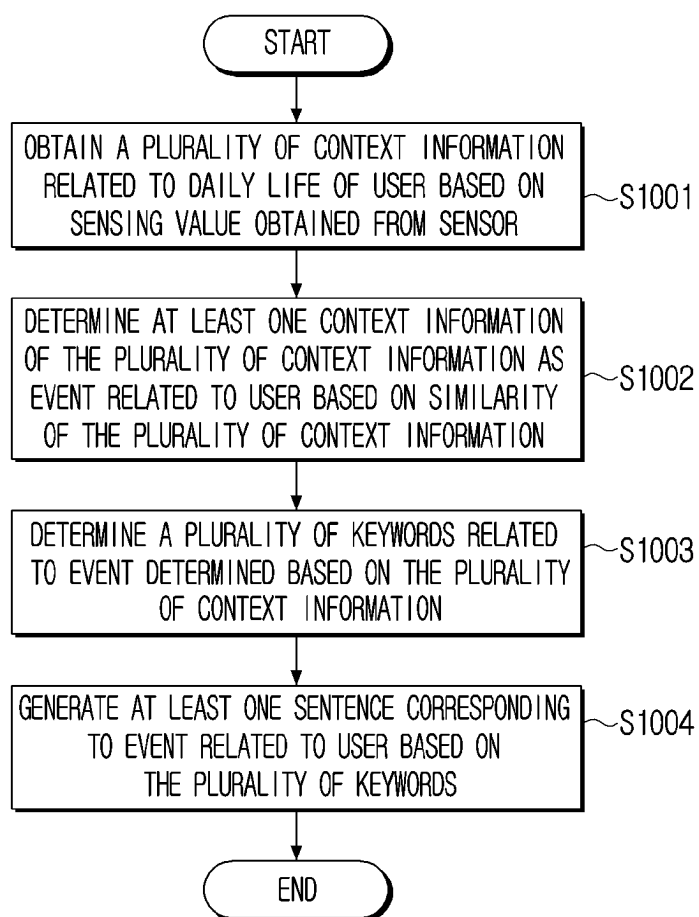 START
OBTAIN A PLURALITY OF CONTEXT INFORMATION
RELATED TO DAILY LIFE OF USER BASED ON
SENSING VALUE OBTAINED FROM SENSOR
S1001
DETERMINE AT LEAST ONE CONTEXT INFORMATION
OF THE PLURALITY OF CONTEXT INFORMATION AS
EVENT RELATED TO USER BASED ON SIMILARITY
OF THE PLURALITY OF CONTEXT INFORMATION
S1002
DETERMINE A PLURALITY OF KEYWORDS RELATED
TO EVENT DETERMINED BASED ON THE PLURALITY
OF CONTEXT INFORMATION
S1003
GENERATE AT LEAST ONE SENTENCE CORRESPONDING
TO EVENT RELATED TO USER BASED ON
THE PLURALITY OF KEYWORDS
S1004
END